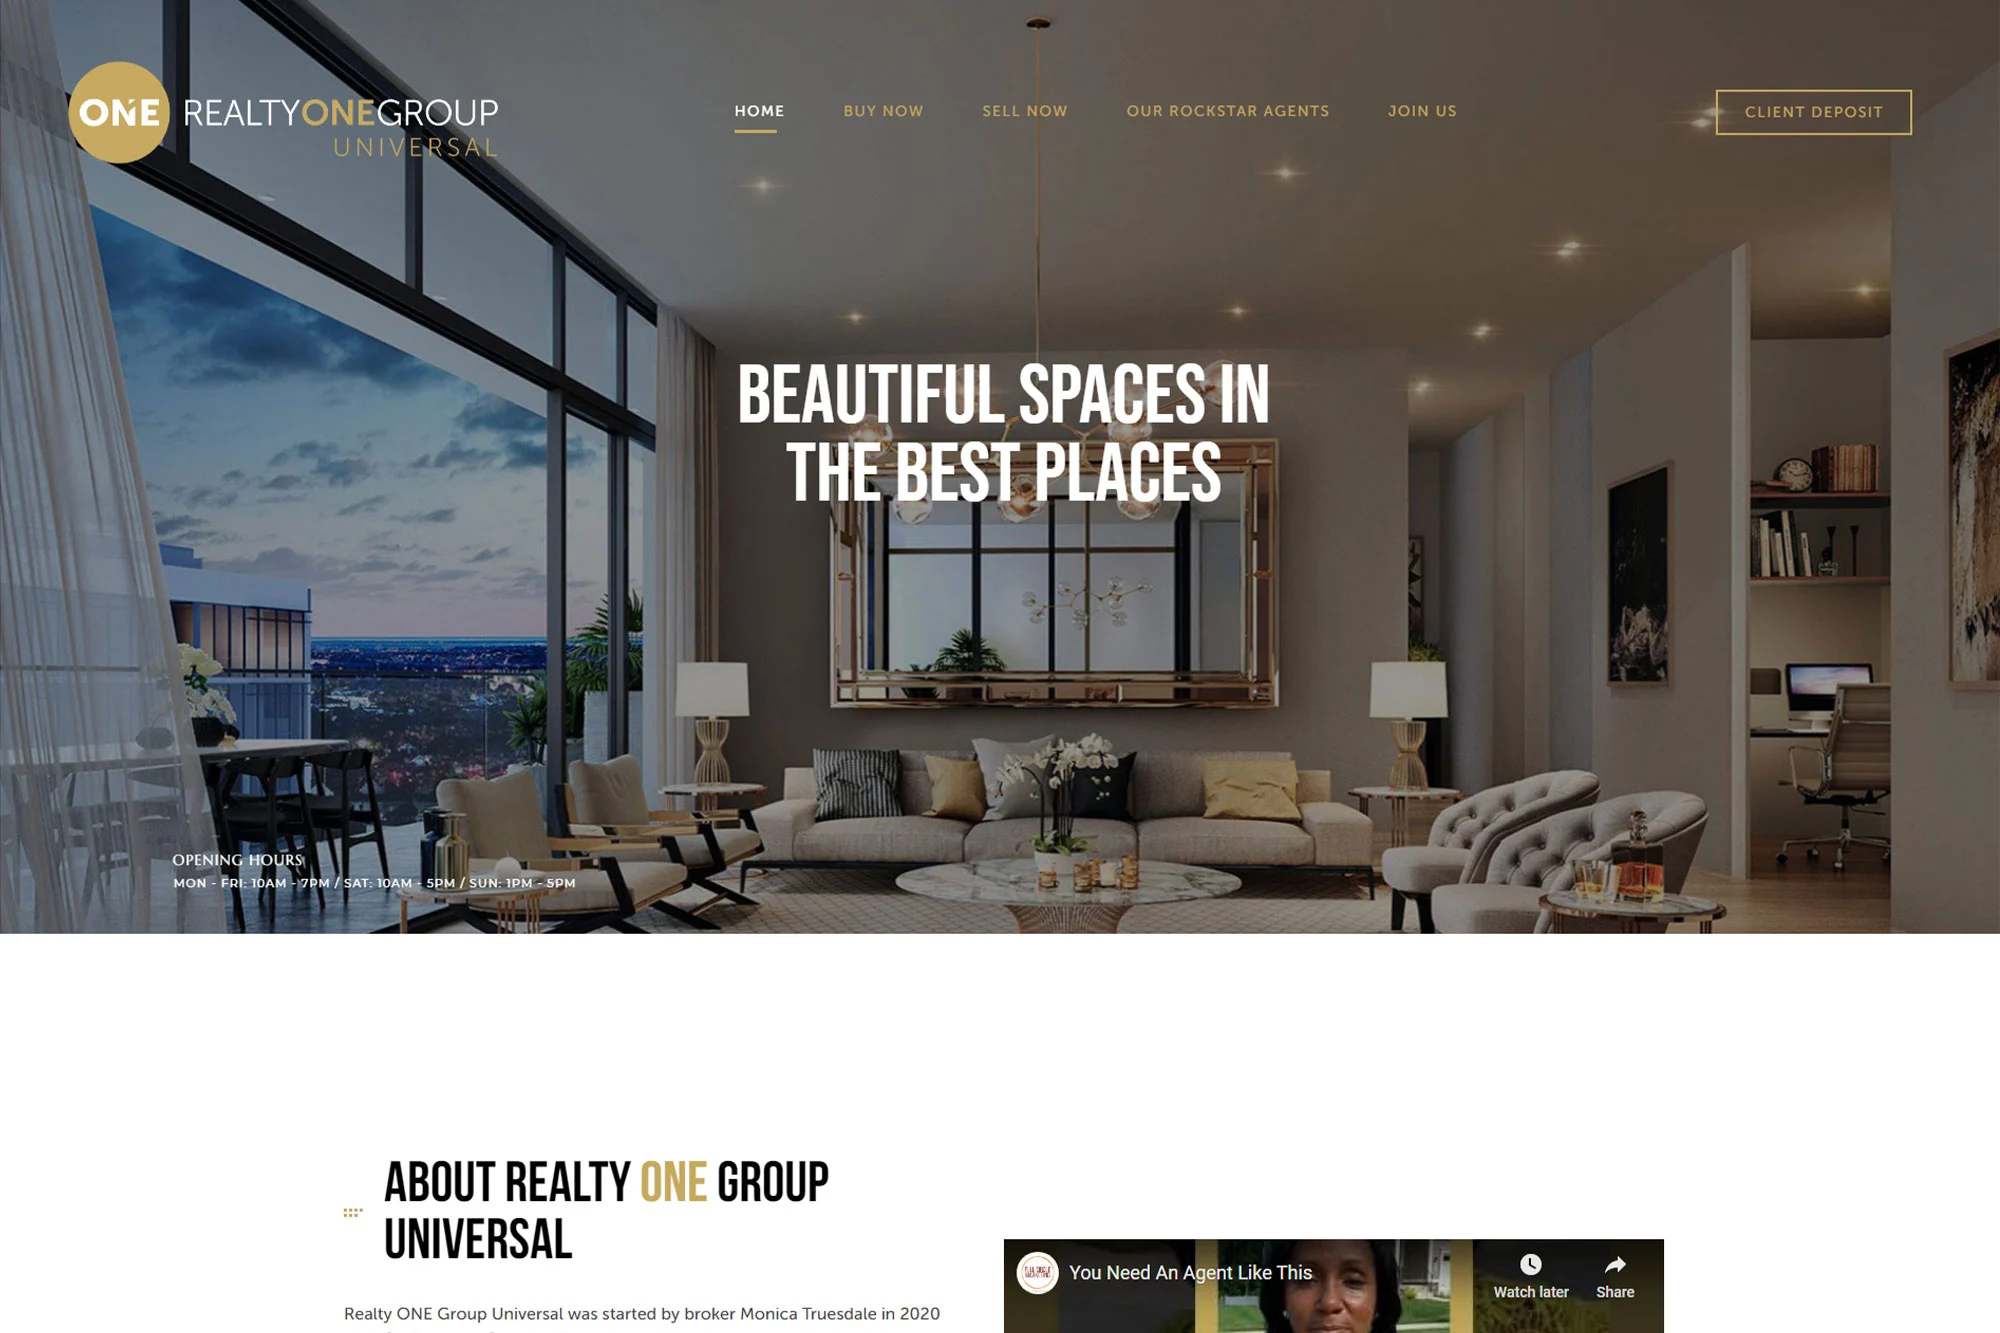 ONE REALTYONEGROUP
UNIVERSAL
HOME
BUY NOW
SELL NOW
OUR ROCKSTAR AGENTS
JOIN US
CLIENT DEPOSIT
BEAUTIFUL SPACES IN
THE BEST PLACES
OPENING HOURS
MON - FRI: 10AM - 7PM / SAT: 10AM - 5PM / SUN: 1PM - 5PM
ABOUT REALTY ONE GROUP
UNIVERSAL
Realty ONE Group Universal was started by broker Monica Truesdale in 2020
You Need An Agent Like This
Watch later
Share